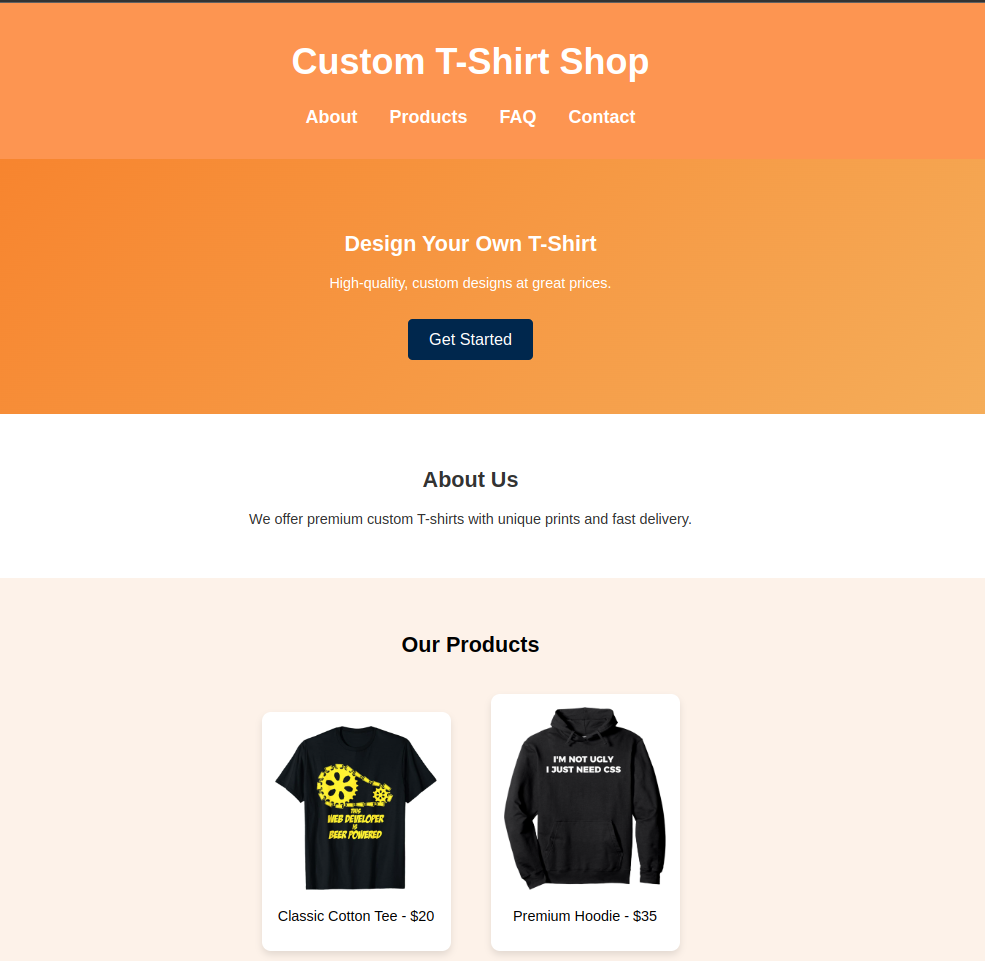 Custom T-Shirt Shop
About Products FAQ Contact
Design Your Own T-Shirt
High-quality, custom designs at great prices.
Get Started
About Us
We offer premium custom T-shirts with unique prints and fast delivery.
Our Products
THIS
WEB DEVELOPER
IS
BEER POWERED
Classic Cotton Tee - $20
I'M NOT UGLY
I JUST NEED CSS
Premium Hoodie - $35